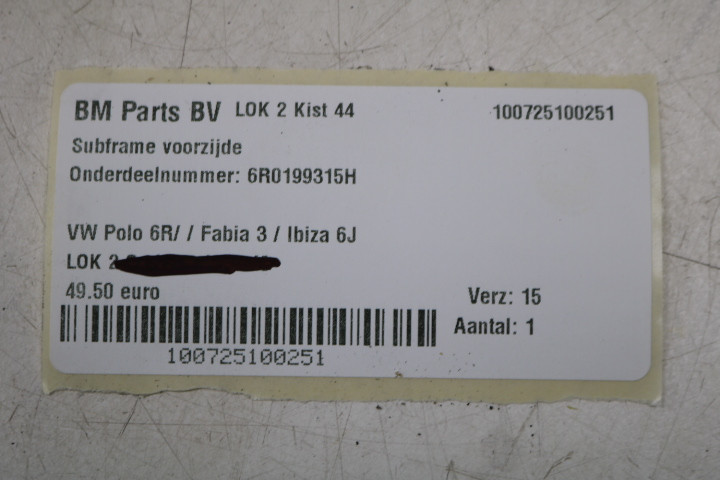 BM Parts BV LOK 2 Kist 44 100725100251
Subframe voorzijde
Onderdeelnummer: 6R0199315H
VW Polo 6R/ / Fabia 3 / Ibiza 6J
LOK 2
49.50 euro Verz: 15
Aantal: 1
100725100251